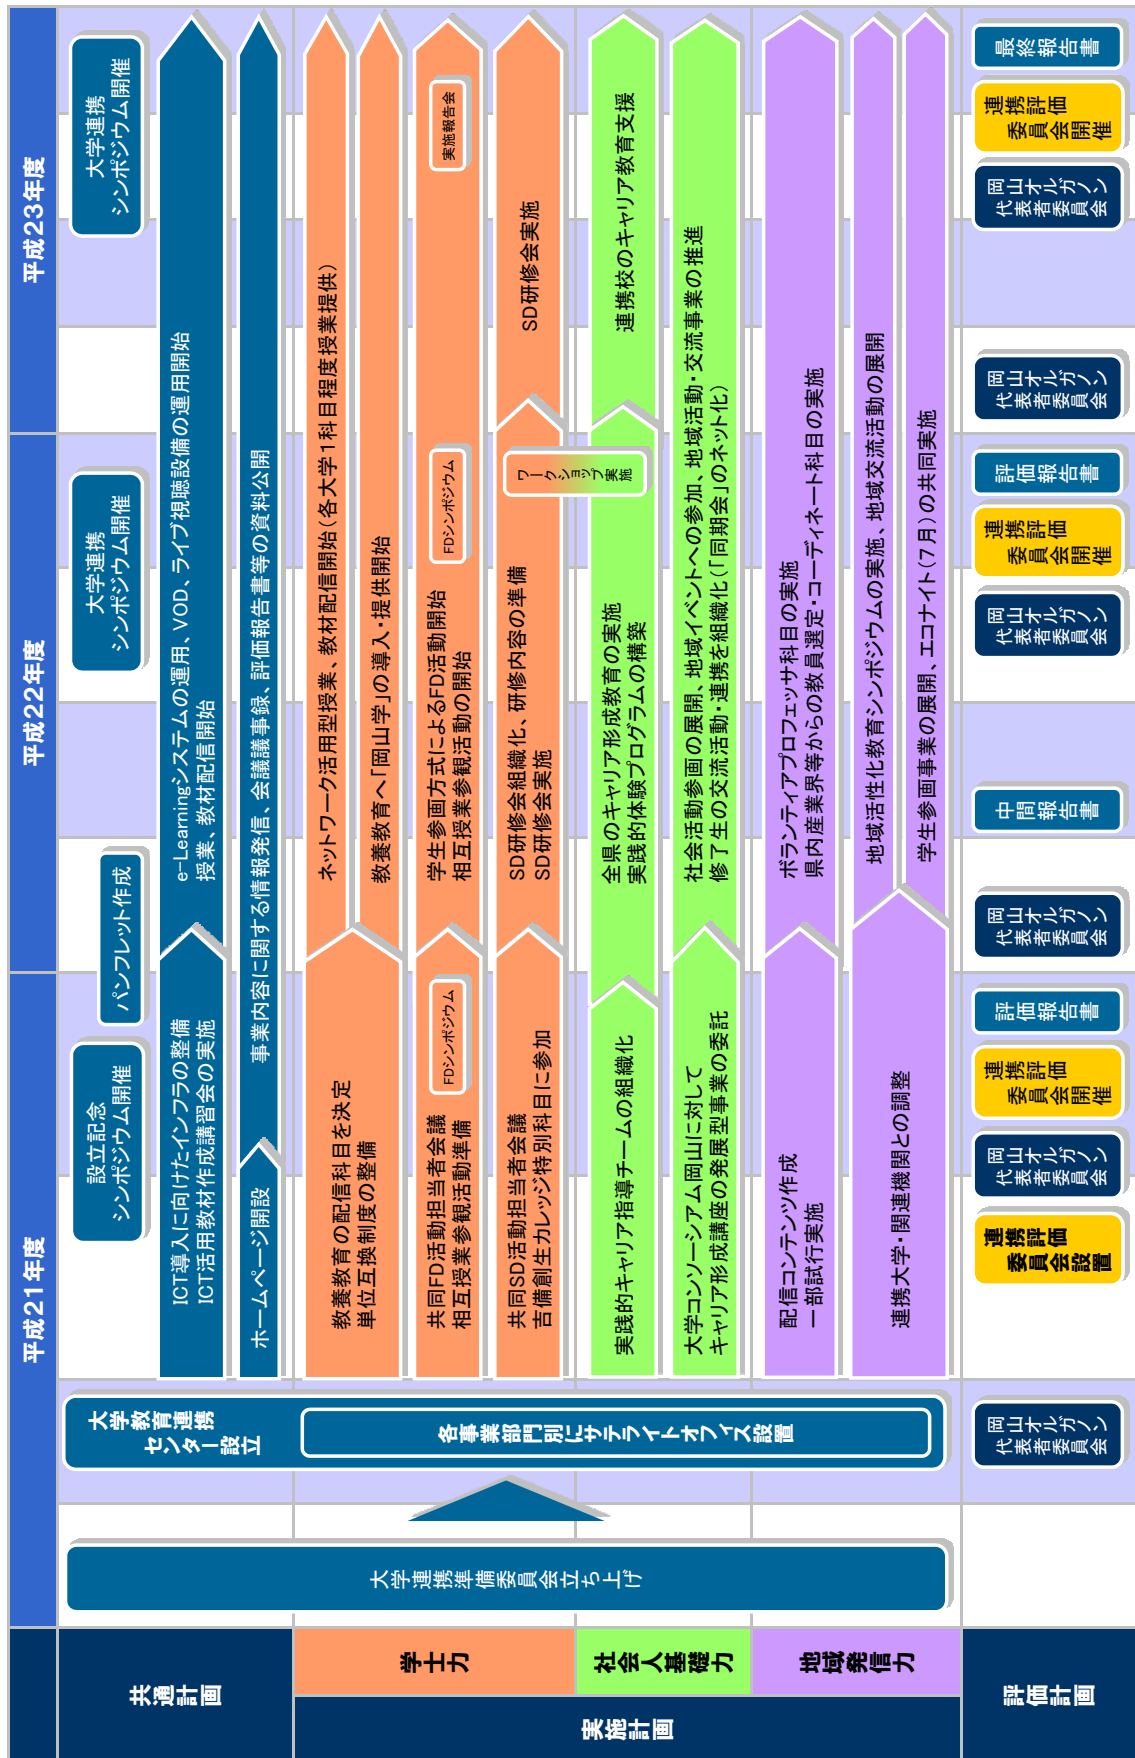 平成21年度
平成22年度
平成23年度
共通計画
実施計画
学士力
社会人基礎力
地域発信力
評価計画
大学連携準備委員会立ち上げ
大学教育連携
センター設立
各事業部門別にサテライトオフィス設置
設立記念
シンポジウム開催
パンフレット作成
大学連携
シンポジウム開催
大学連携
シンポジウム開催
ICT導入に向けたインフラの整備
ICT活用教材作成講習会の実施
e-Learningシステムの運用、VOD、ライブ視聴設備の運用開始
授業、教材配信開始
ホームページ開設
事業内容に関する情報発信、会議議事録、評価報告書等の資料公開
教養教育の配信科目を決定
単位互換制度の整備
ネットワーク活用型授業、教材配信開始（各大学1科目程度授業提供）
教養教育へ「岡山学」の導入・提供開始
共同FD活動担当者会議
相互授業参観活動準備
FDシンポジウム
学生参画方式によるFD活動開始
相互授業参観活動の開始
FDシンポジウム
実施報告会
共同SD活動担当者会議
吉備創生カレッジ特別科目に参加
SD研修会組織化、研修内容の準備
SD研修会実施
SD研修会実施
ワークショップ実施
実践的キャリア指導チームの組織化
全県のキャリア形成教育の実施
実践的体験プログラムの構築
連携校のキャリア教育支援
大学コンソーシアム岡山に対して
キャリア形成講座の発展型事業の委託
社会活動参画の展開、地域イベントへの参加、地域活動・交流事業の推進
修了生の交流活動・連携を組織化（「同期会」のネット化）
配信コンテンツ作成
一部試行実施
ボランティアプロフェッサ科目の実施
県内産業界等からの教員選定・コーディネート科目の実施
連携大学・関連機関との調整
地域活性化教育シンポジウムの実施、地域交流活動の展開
学生参画事業の展開、エコナイト（7月）の共同実施
岡山オルガノン
代表者委員会
連携評価
委員会設置
岡山オルガノン
代表者委員会
連携評価
委員会開催
評価報告書
岡山オルガノン
代表者委員会
中間報告書
岡山オルガノン
代表者委員会
連携評価
委員会開催
評価報告書
岡山オルガノン
代表者委員会
岡山オルガノン
代表者委員会
連携評価
委員会開催
最終報告書